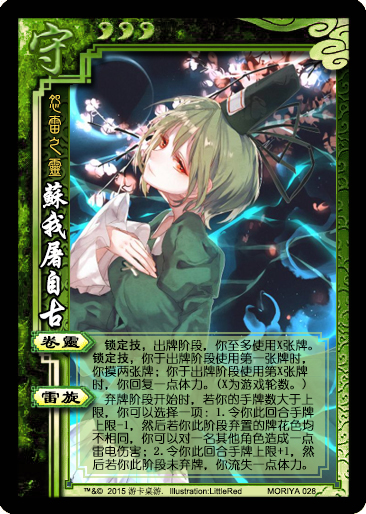 守
怨雷之靈
蘇我屠自古
卷靈
锁定技，出牌阶段，你至多使用X张牌。
锁定技，你于出牌阶段使用第一张牌时，
你摸两张牌；你于出牌阶段使用第X张牌
时，你回复一点体力。（X为游戏轮数。）
雷旋
弃牌阶段开始时，若你的手牌数大于上
限，你可以选择一项：1.令你此回合手牌
上限-1，然后若你此阶段弃置的牌花色均
不相同，你可以对一名其他角色造成一点
雷电伤害；2.令你此回合手牌上限+1，然
后若你此阶段未弃牌，你流失一点体力。
™&© 2015 游卡桌游. Illustration:LittleRed
MORIYA 028